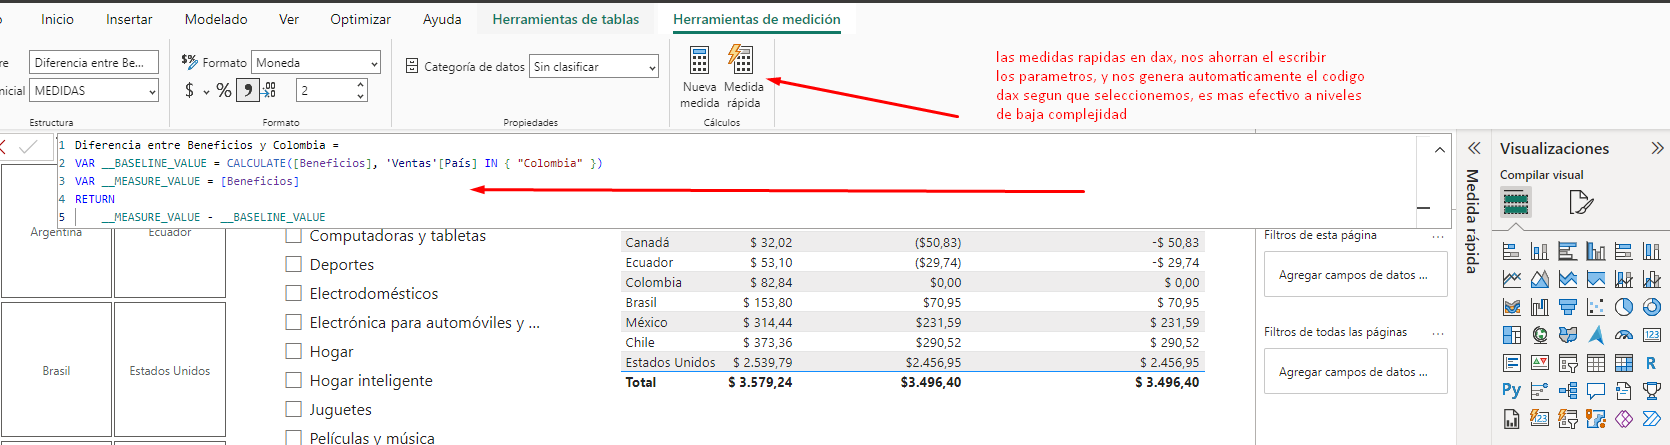 Inicio Insertar Modelado Ver Optimizar Ayuda Herramientas de tablas Herramientas de medición
Diferencia entre Be...
$% Formato Moneda
Categoría de datos Sin clasificar
nicial MEDIDAS
$ % 2
Nueva medida
Medida rápida
Estructura Formato Propiedades Cálculos
las medidas rapidas en dax, nos ahorran el escribir
los parametros, y nos genera automaticamente el codigo
dax segun que seleccionemos, es mas efectivo a niveles
de baja complejidad
1 Diferencia entre Beneficios y Colombia =
2 VAR __BASELINE_VALUE = CALCULATE([Beneficios], 'Ventas'[País] IN { "Colombia" })
3 VAR __MEASURE_VALUE = [Beneficios]
4 RETURN
5 __MEASURE_VALUE - __BASELINE_VALUE
Argentina Ecuador
Brasil Estados Unidos
Computadoras y tabletas
Deportes
Electrodomésticos
Electrónica para automóviles y ...
Hogar
Hogar inteligente
Juguetes
Películas y música
Canadá $ 32,02 ($50,83) -$ 50,83
Ecuador $ 53,10 ($29,74) -$ 29,74
Colombia $ 82,84 $0,00 $ 0,00
Brasil $ 153,80 $70,95 $ 70,95
México $ 314,44 $231,59 $ 231,59
Chile $ 373,36 $290,52 $ 290,52
Estados Unidos $ 2.539,79 $2.456,95 $ 2.456,95
Total $ 3.579,24 $3.496,40 $ 3.496,40
Filtros de esta página ...
Agregar campos de datos ...
Filtros de todas las páginas ...
Agregar campos de datos ...
Medida rápida
Visualizaciones
Compilar visual
123
R
Py
123